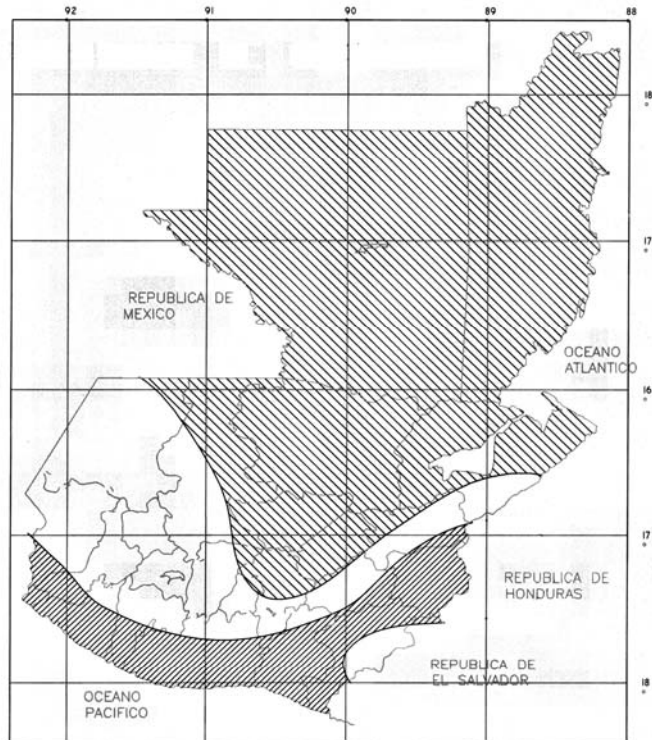 92 91 90 89 88
18
°
17
°
REPUBLICA DE
MEXICO
OCEANO
ATLANTICO
16
°
17
°
REPUBLICA DE
HONDURAS
REPUBLICA DE
EL SALVADOR
18
°
OCEANO
PACIFICO